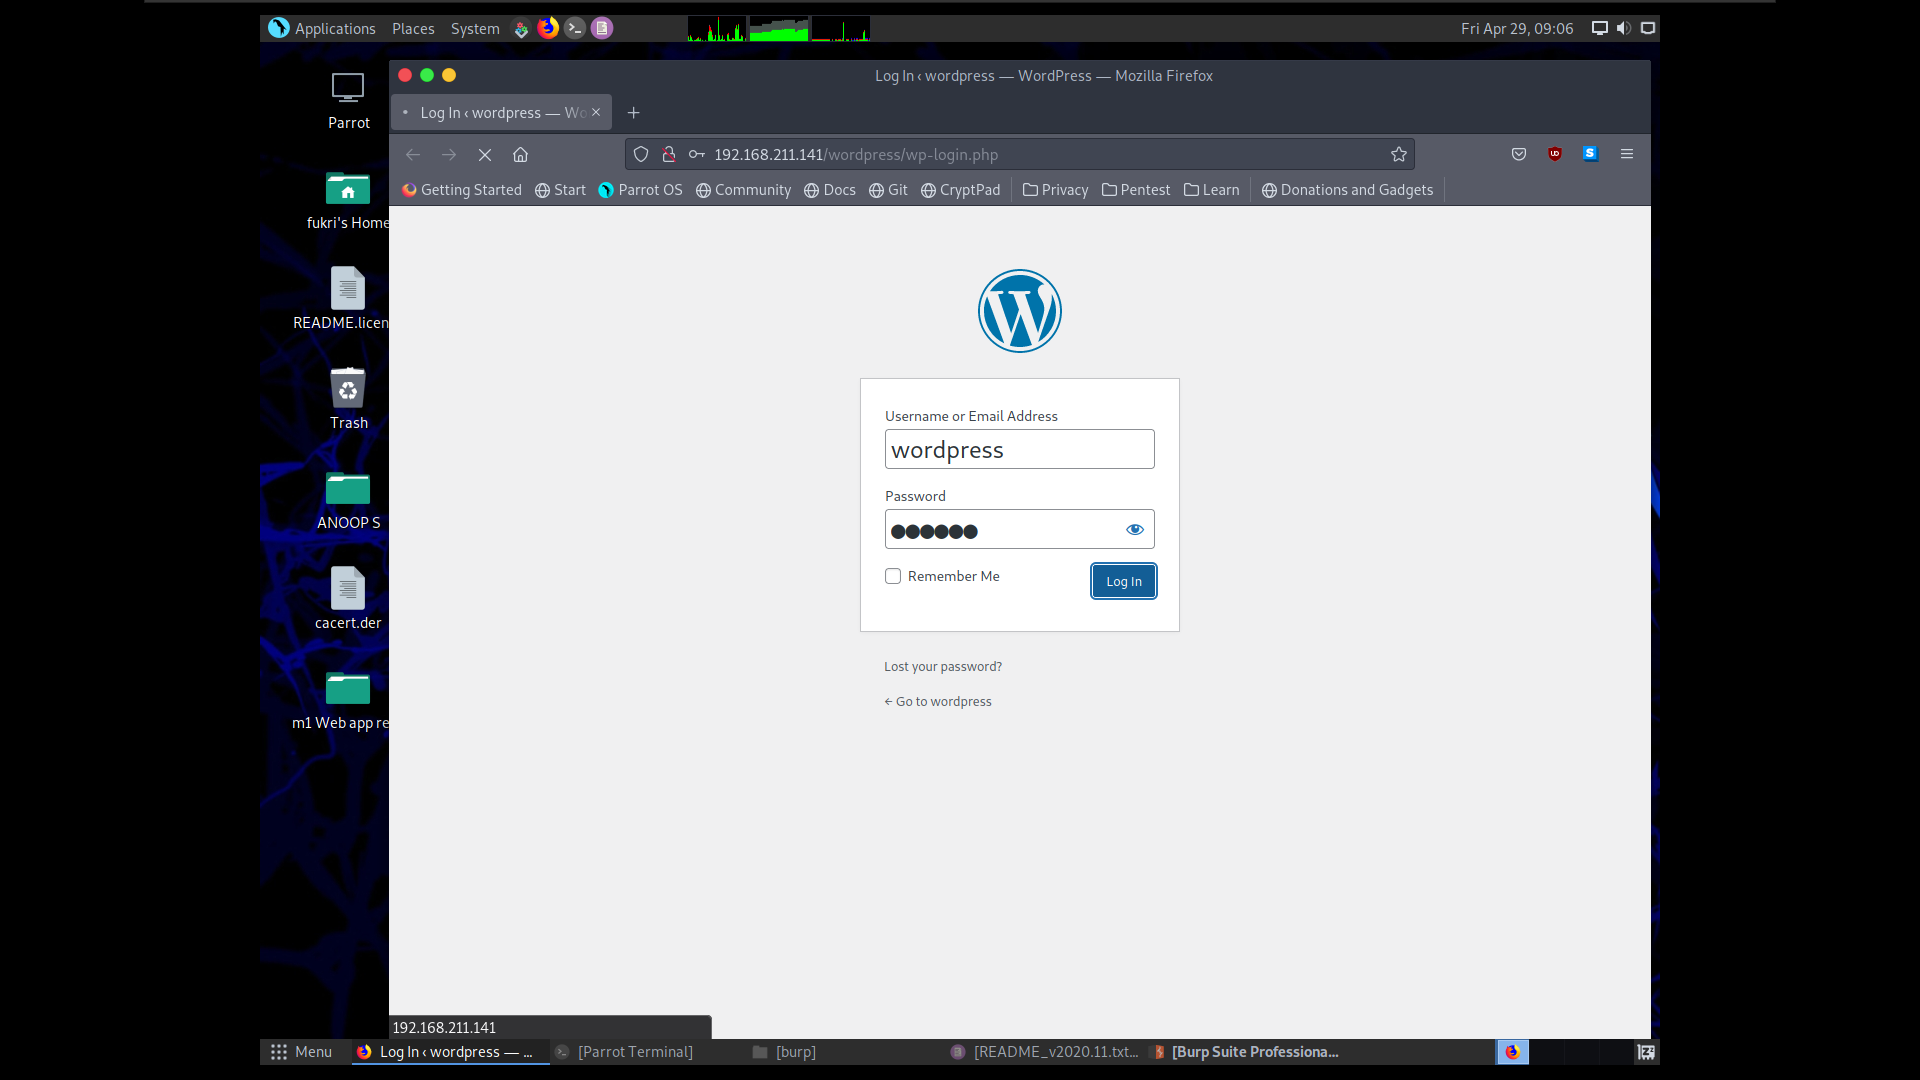 Applications Places System
Fri Apr 29, 09:06
Log In ‹ wordpress — WordPress — Mozilla Firefox
Log In ‹ wordpress — Wo
192.168.211.141/wordpress/wp-login.php
Getting Started Start Parrot OS Community Docs Git CryptPad Privacy Pentest Learn Donations and Gadgets
Parrot
fukri's Home
README.licen
Trash
ANOOP S
cacert.der
m1 Web app re
Username or Email Address
wordpress
Password
Remember Me
Log In
Lost your password?
← Go to wordpress
192.168.211.141
Menu
Log In ‹ wordpress — ...
[Parrot Terminal]
[burp]
[README_v2020.11.txt...
[Burp Suite Professiona...